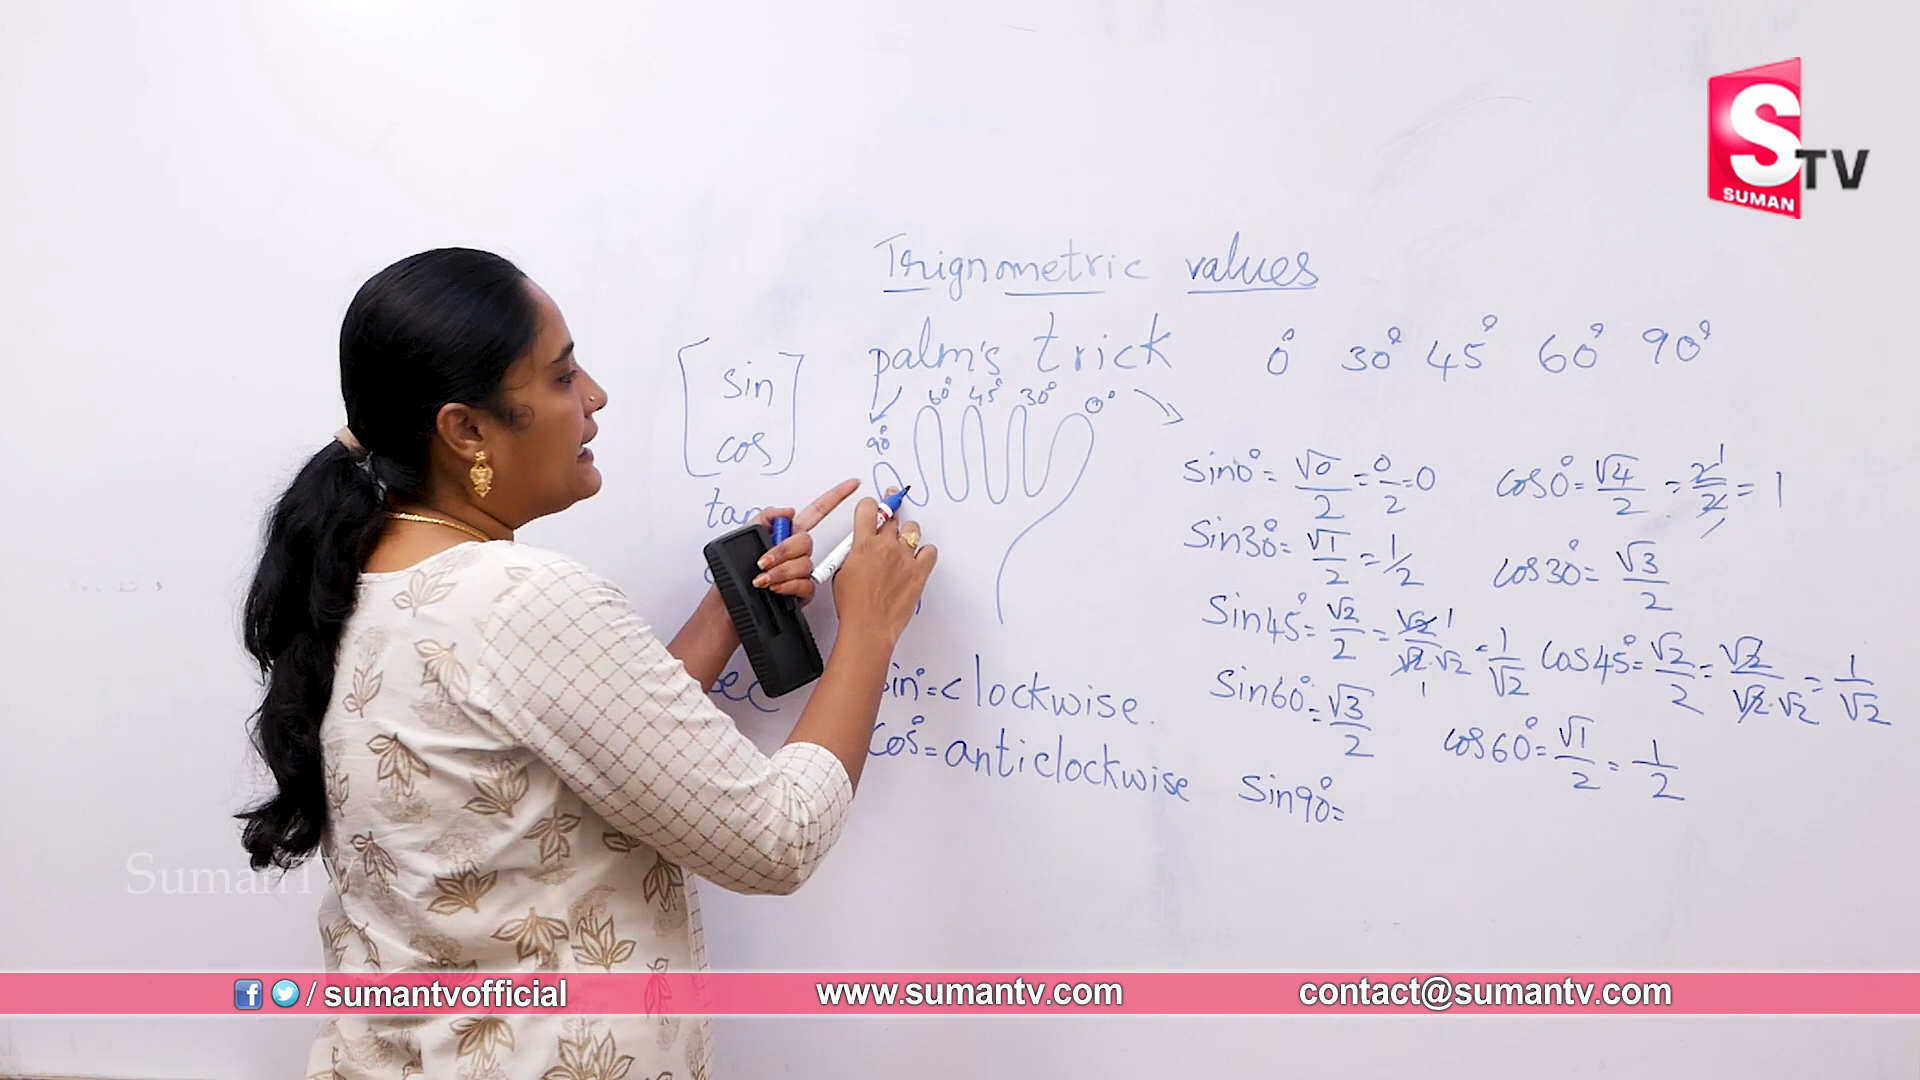 S TV
SUMAN
Trignometric values
palm's trick
0° 30° 45° 60° 90°
[sin
cos]
tan
sec
90° 60° 45° 30° 0°
sin° = clockwise.
cos° = anticlockwise
sin0° = √0/2 = 0/2 = 0
sin30° = √1/2 = 1/2
sin45° = √2/2 = √2/√2·√2 = 1/√2
sin60° = √3/2
sin90° =
cos0° = √4/2 = 2/2 = 1
cos30° = √3/2
cos45° = √2/2 = √2/√2·√2 = 1/√2
cos60° = √1/2 = 1/2
SumanTV
/ sumantvofficial
www.sumantv.com
contact@sumantv.com